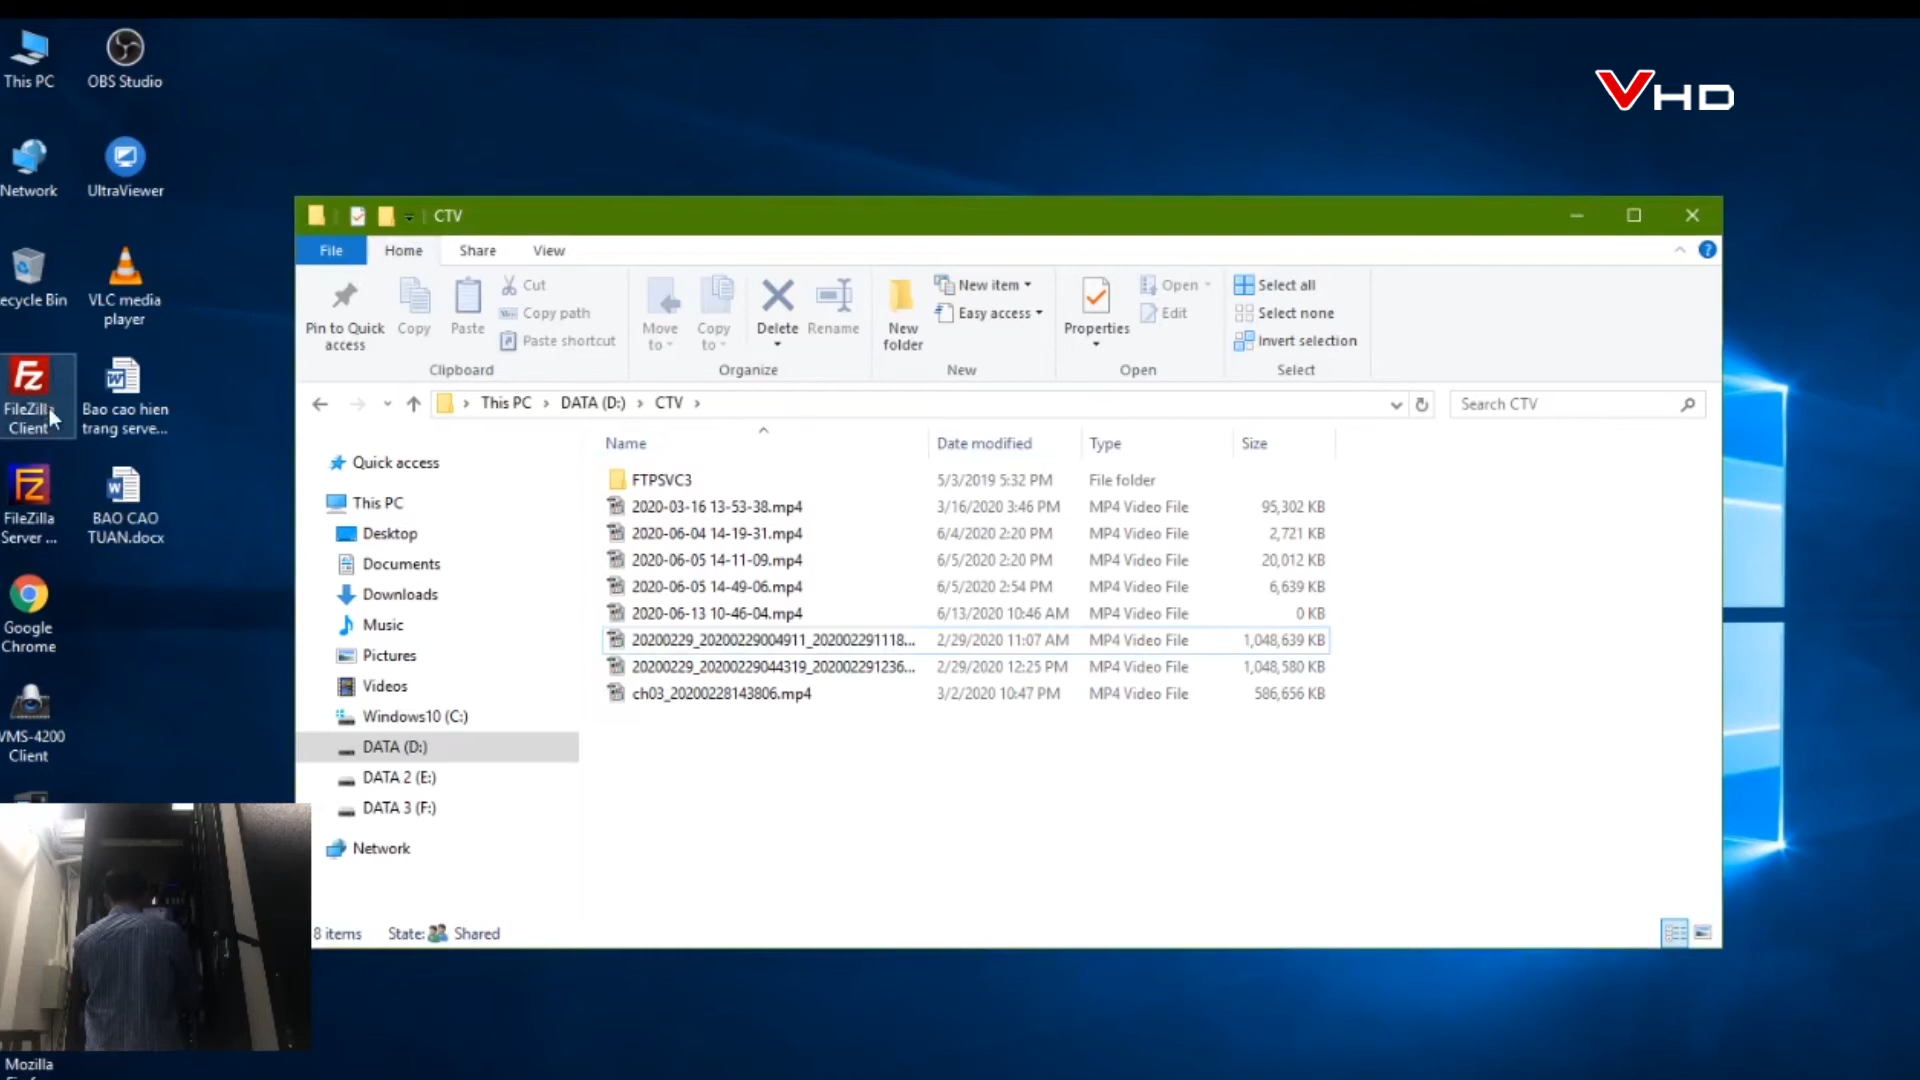 This PC
OBS Studio
VHD
Network
UltraViewer
ecycle Bin
VLC media
player
FileZilla
Client
Bao cao hien
trang serve...
FileZilla
Server ...
BAO CAO
TUAN.docx
Google
Chrome
VMS-4200
Client
Mozilla
CTV
File
Home
Share
View
Pin to Quick
access
Copy
Paste
Cut
Copy path
Paste shortcut
Clipboard
Move
to
Copy
to
Delete
Rename
Organize
New
folder
New item
Easy access
New
Properties
Open
Edit
Open
Select all
Select none
Invert selection
Select
This PC
DATA (D:)
CTV
Search CTV
Quick access
This PC
Desktop
Documents
Downloads
Music
Pictures
Videos
Windows10 (C:)
DATA (D:)
DATA 2 (E:)
DATA 3 (F:)
Network
Name Date modified Type Size
FTPSVC3 5/3/2019 5:32 PM File folder
2020-03-16 13-53-38.mp4 3/16/2020 3:46 PM MP4 Video File 95,302 KB
2020-06-04 14-19-31.mp4 6/4/2020 2:20 PM MP4 Video File 2,721 KB
2020-06-05 14-11-09.mp4 6/5/2020 2:20 PM MP4 Video File 20,012 KB
2020-06-05 14-49-06.mp4 6/5/2020 2:54 PM MP4 Video File 6,639 KB
2020-06-13 10-46-04.mp4 6/13/2020 10:46 AM MP4 Video File 0 KB
20200229_20200229004911_202002291118... 2/29/2020 11:07 AM MP4 Video File 1,048,639 KB
20200229_20200229044319_202002291236... 2/29/2020 12:25 PM MP4 Video File 1,048,580 KB
ch03_20200228143806.mp4 3/2/2020 10:47 PM MP4 Video File 586,656 KB
8 items State: Shared